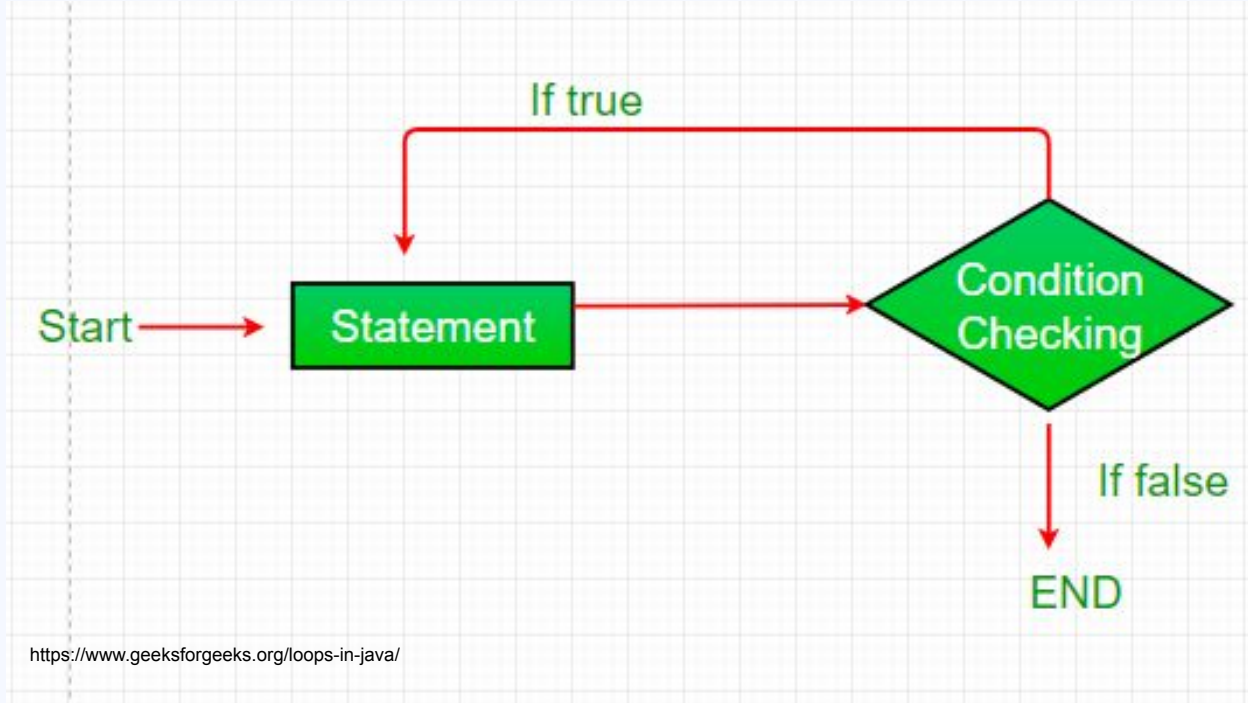 If true
Start
Statement
Condition
Checking
If false
END
https://www.geeksforgeeks.org/loops-in-java/